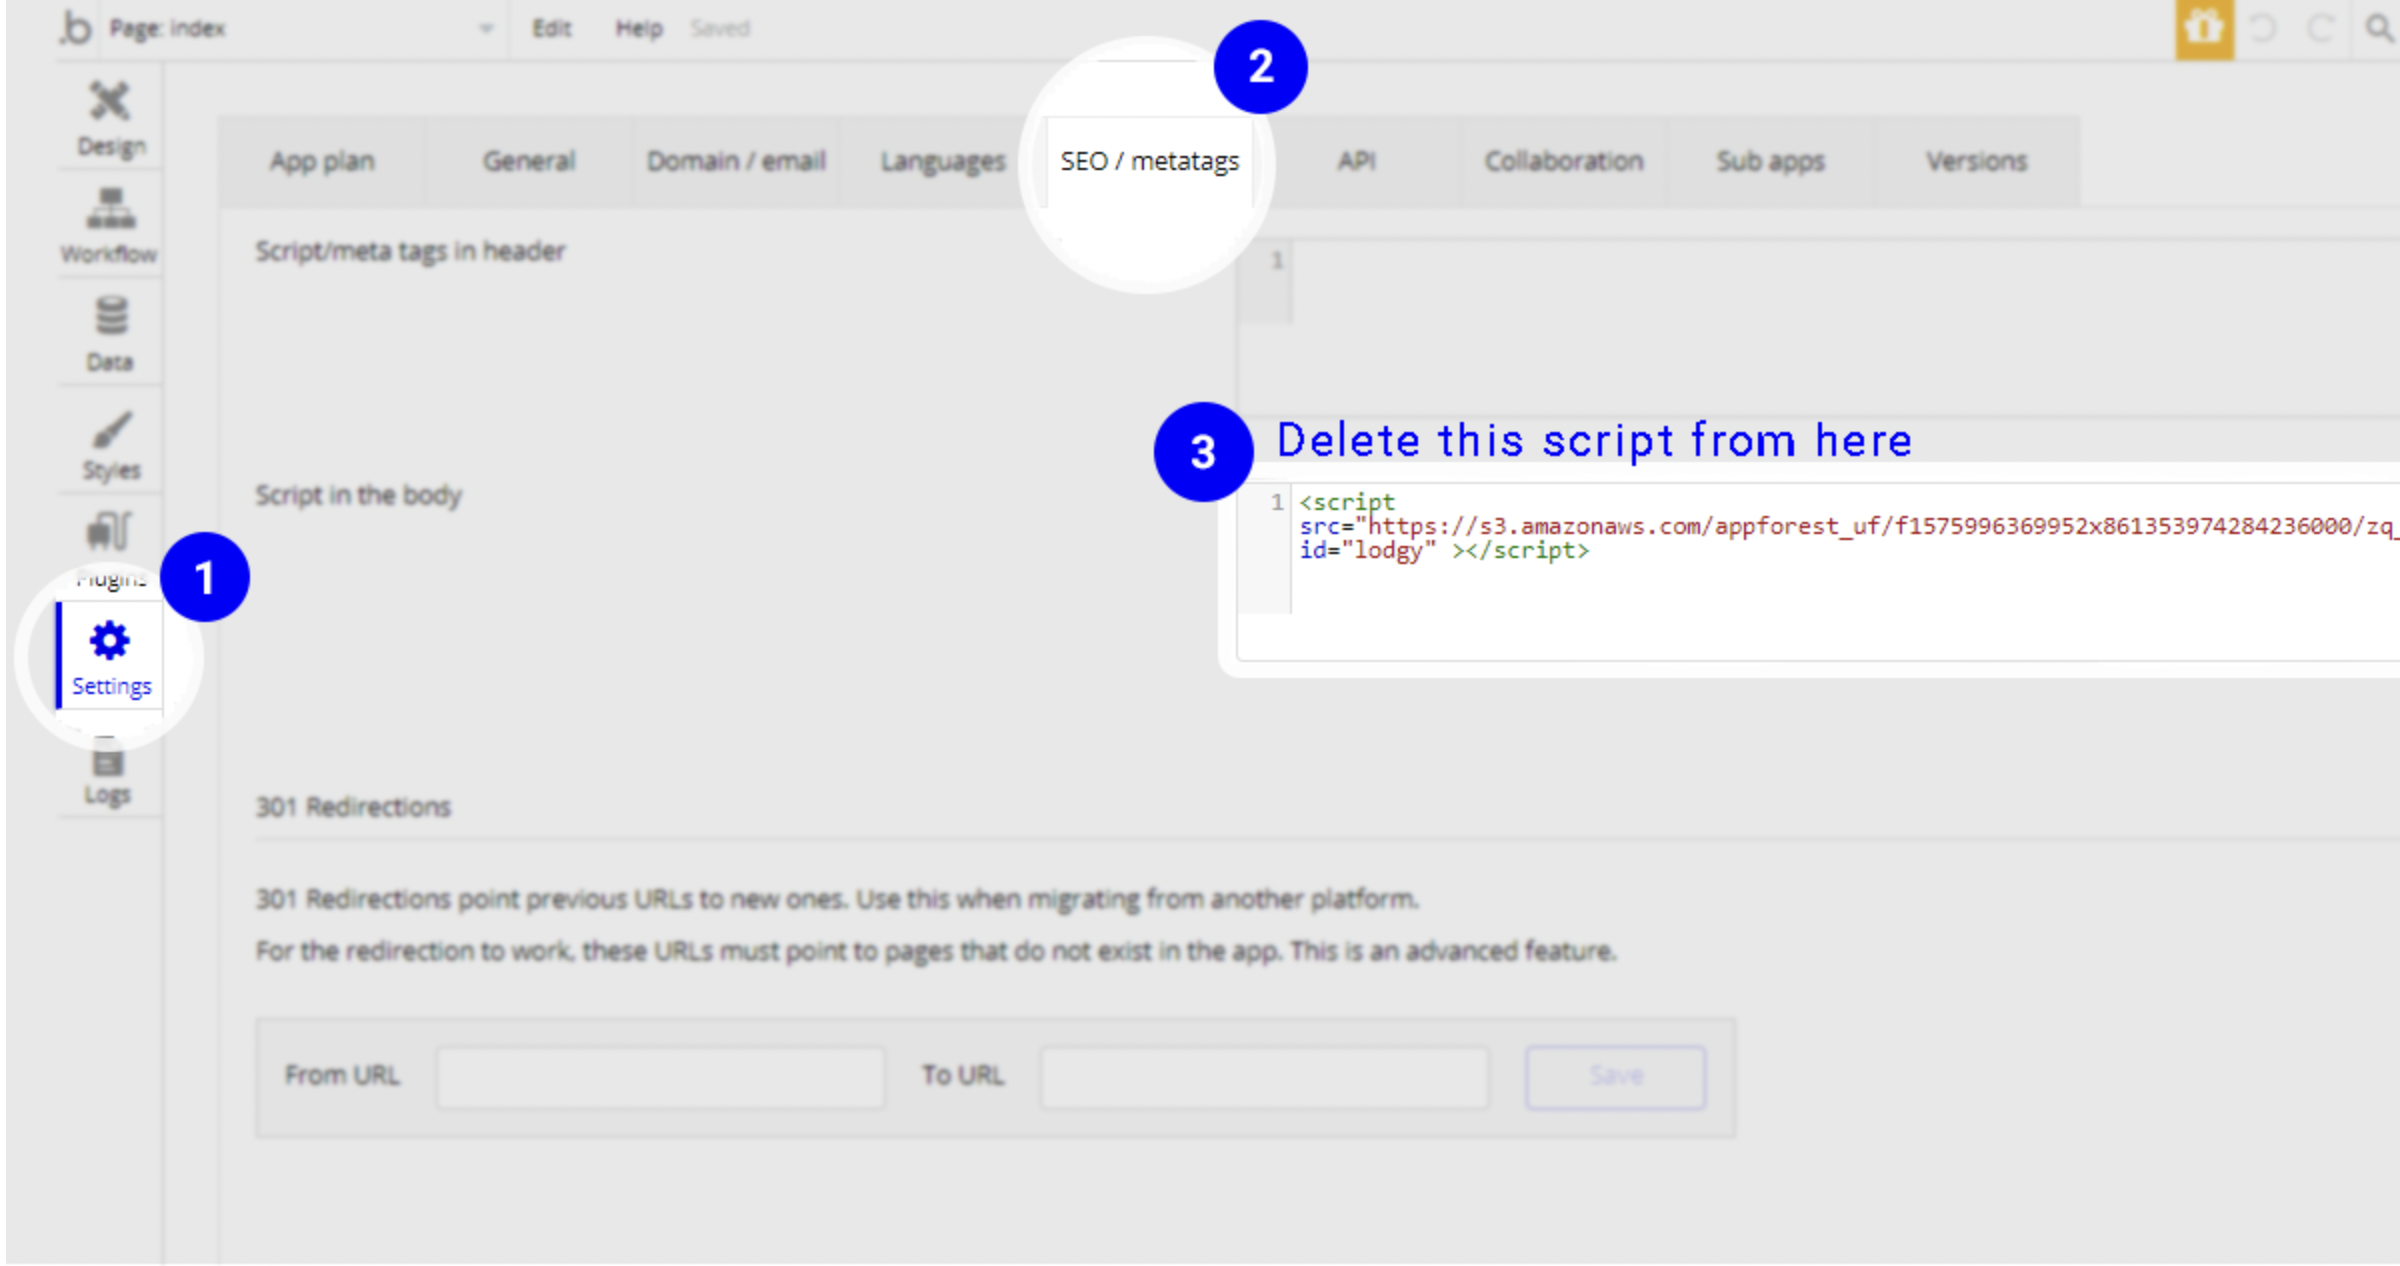 .b Page: index Edit Help Saved
2
Design
App plan General Domain / email Languages SEO / metatags API Collaboration Sub apps Versions
Workflow
Script/meta tags in header
1
Data
3 Delete this script from here
Styles
Script in the body
1 <script
src="https://s3.amazonaws.com/appforest_uf/f1575996369952x861353974284236000/zq_
id="lodgy" ></script>
Plugins
1
Settings
Logs
301 Redirections
301 Redirections point previous URLs to new ones. Use this when migrating from another platform.
For the redirection to work, these URLs must point to pages that do not exist in the app. This is an advanced feature.
From URL To URL Save